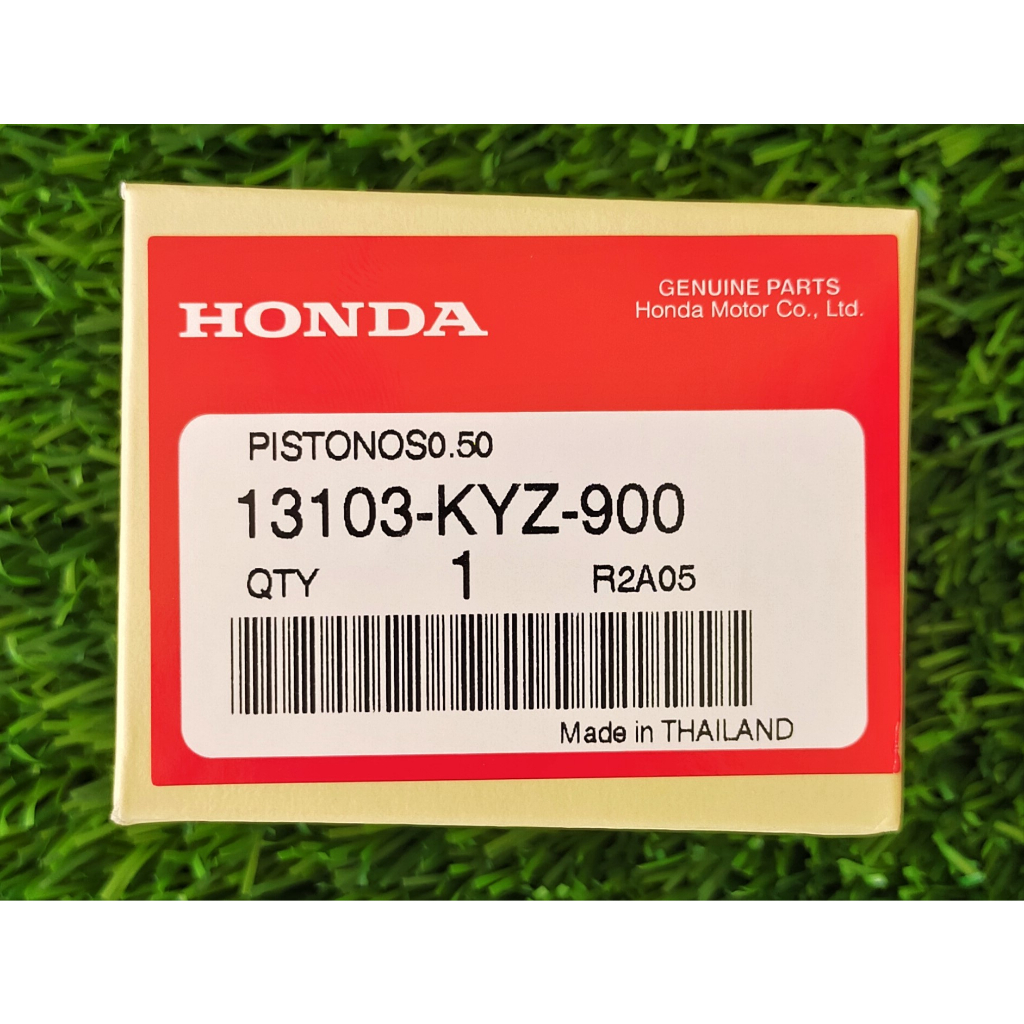 HONDA
GENUINE PARTS
Honda Motor Co., Ltd.
PISTONOS0.50
13103-KYZ-900
QTY 1 R2A05
Made in THAILAND